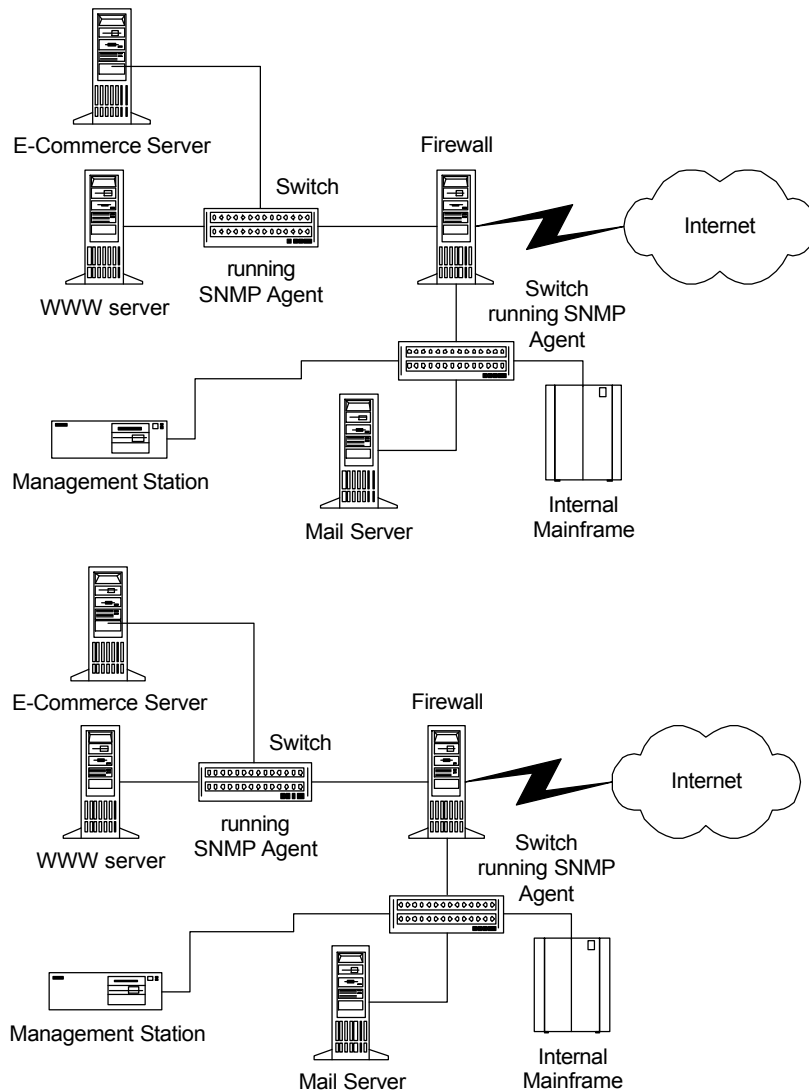 E-Commerce Server
Firewall
Switch
Internet
running
SNMP Agent
WWW server
Switch
running SNMP
Agent
Management Station
Mail Server
Internal
Mainframe
E-Commerce Server
Firewall
Switch
Internet
running
SNMP Agent
WWW server
Switch
running SNMP
Agent
Management Station
Mail Server
Internal
Mainframe